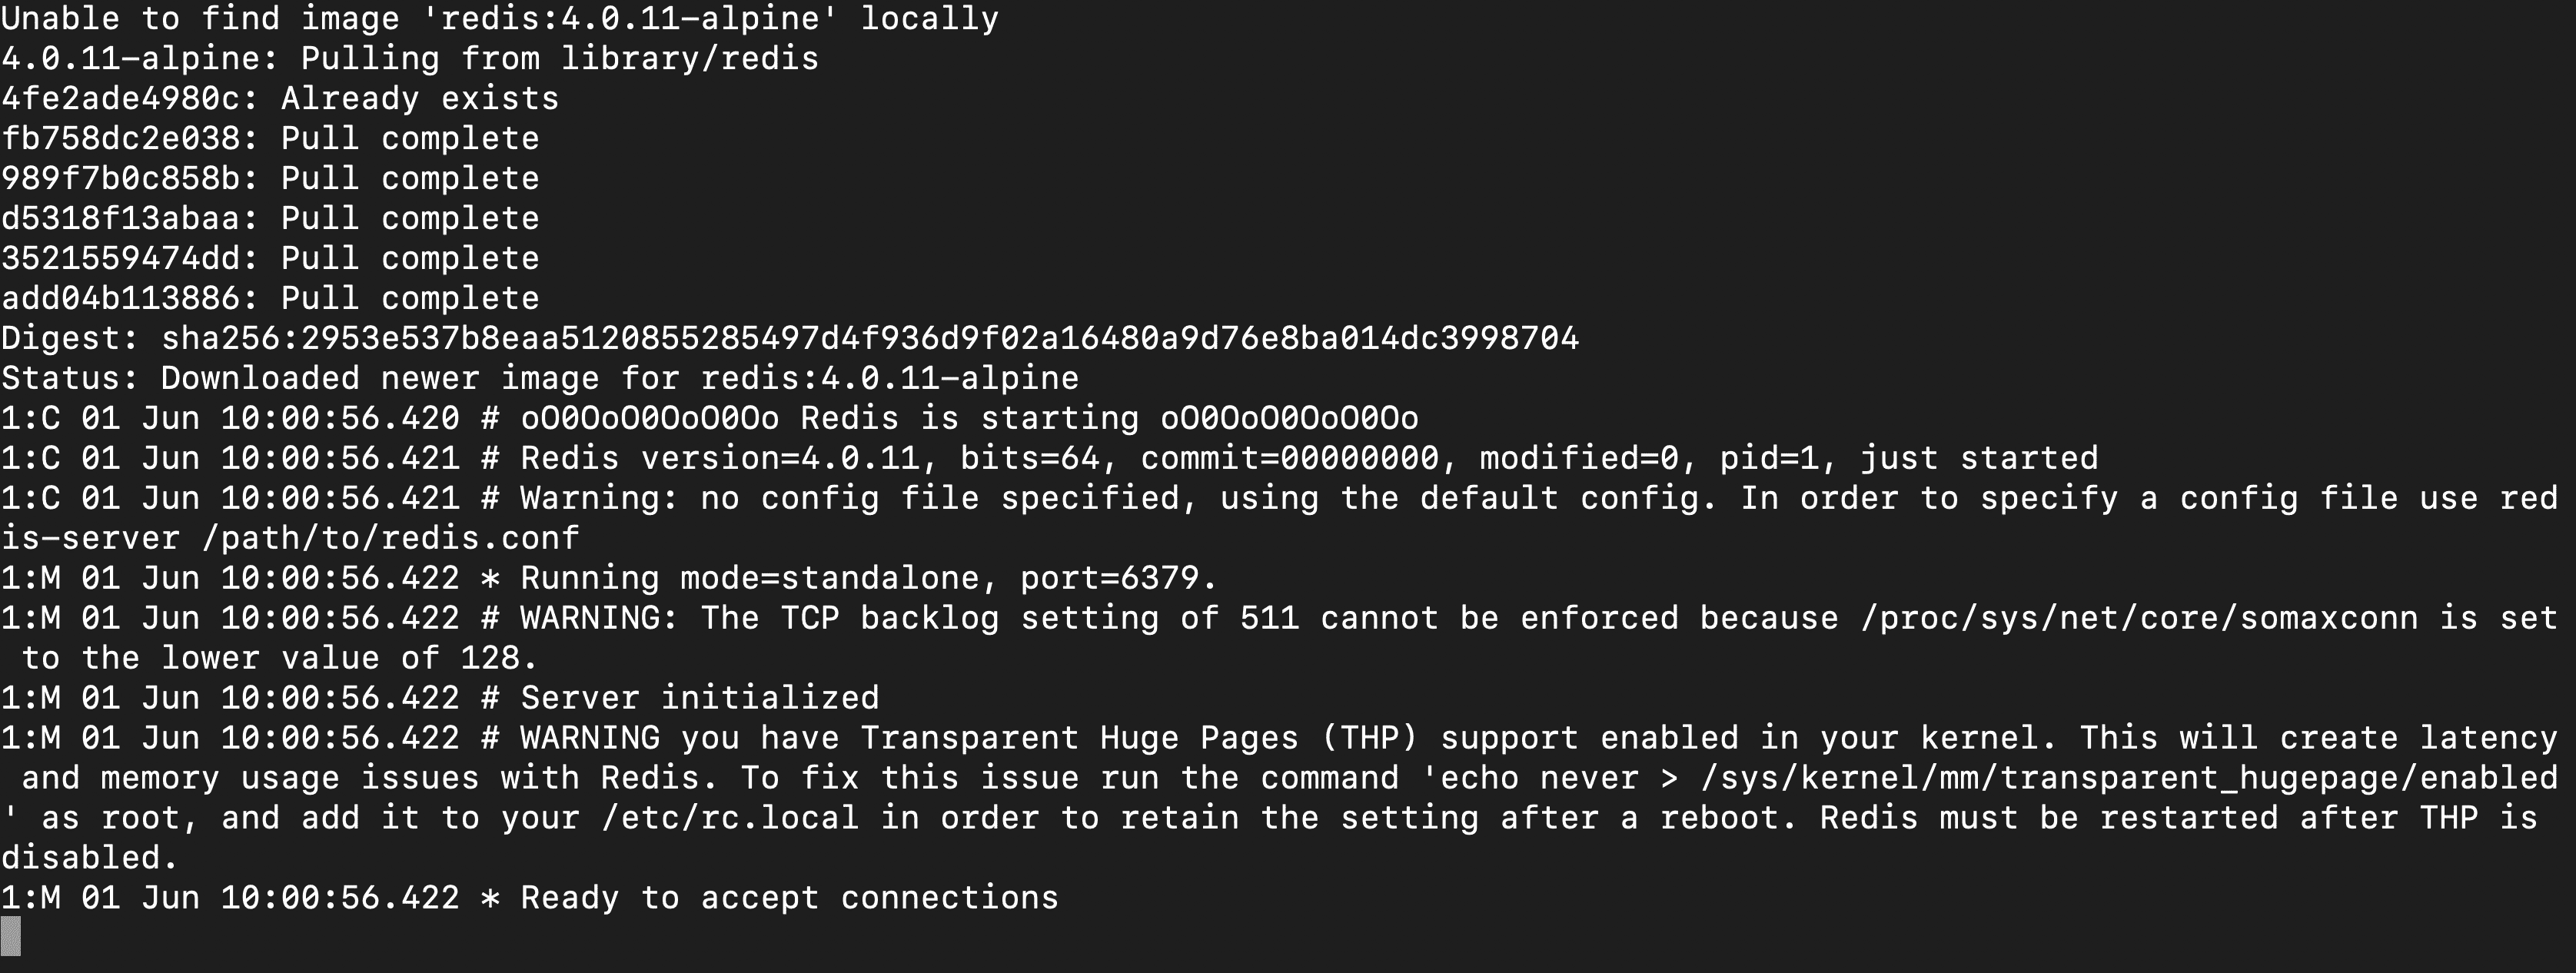 Unable to find image 'redis:4.0.11-alpine' locally
4.0.11-alpine: Pulling from library/redis
4fe2ade4980c: Already exists
fb758dc2e038: Pull complete
989f7b0c858b: Pull complete
d5318f13abaa: Pull complete
3521559474dd: Pull complete
add04b113886: Pull complete
Digest: sha256:2953e537b8eaa5120855285497d4f936d9f02a16480a9d76e8ba014dc3998704
Status: Downloaded newer image for redis:4.0.11-alpine
1:C 01 Jun 10:00:56.420 # oO0OoO0OoO0Oo Redis is starting oO0OoO0OoO0Oo
1:C 01 Jun 10:00:56.421 # Redis version=4.0.11, bits=64, commit=00000000, modified=0, pid=1, just started
1:C 01 Jun 10:00:56.421 # Warning: no config file specified, using the default config. In order to specify a config file use red
is-server /path/to/redis.conf
1:M 01 Jun 10:00:56.422 * Running mode=standalone, port=6379.
1:M 01 Jun 10:00:56.422 # WARNING: The TCP backlog setting of 511 cannot be enforced because /proc/sys/net/core/somaxconn is set
 to the lower value of 128.
1:M 01 Jun 10:00:56.422 # Server initialized
1:M 01 Jun 10:00:56.422 # WARNING you have Transparent Huge Pages (THP) support enabled in your kernel. This will create latency
 and memory usage issues with Redis. To fix this issue run the command 'echo never > /sys/kernel/mm/transparent_hugepage/enabled
' as root, and add it to your /etc/rc.local in order to retain the setting after a reboot. Redis must be restarted after THP is
disabled.
1:M 01 Jun 10:00:56.422 * Ready to accept connections